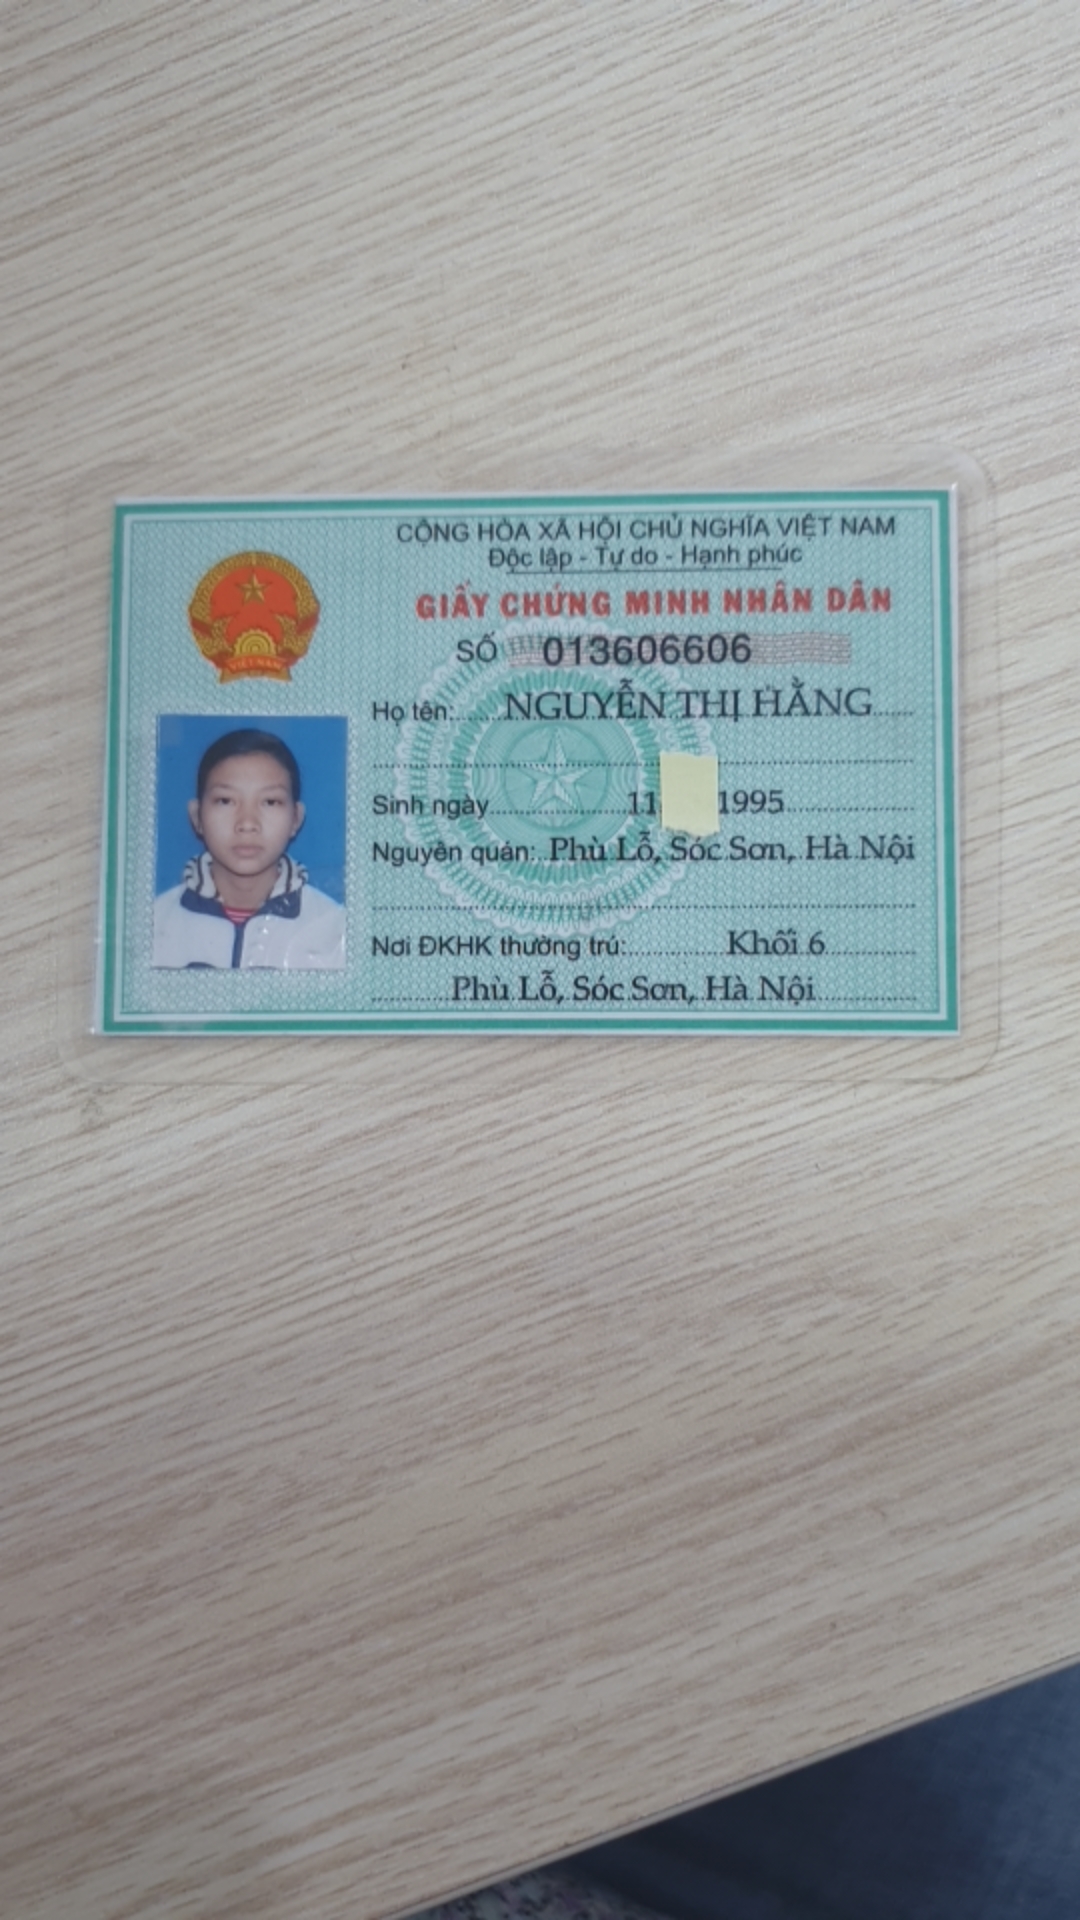 CỘNG HÒA XÃ HỘI CHỦ NGHĨA VIỆT NAM
Độc lập - Tự do - Hạnh phúc
GIẤY CHỨNG MINH NHÂN DÂN
SỐ 013606606
Họ tên: NGUYỄN THỊ HẰNG
Sinh ngày 11 1995
Nguyên quán: Phù Lỗ, Sóc Sơn, Hà Nội
Nơi ĐKHK thường trú: Khối 6
Phù Lỗ, Sóc Sơn, Hà Nội
VIỆT NAM